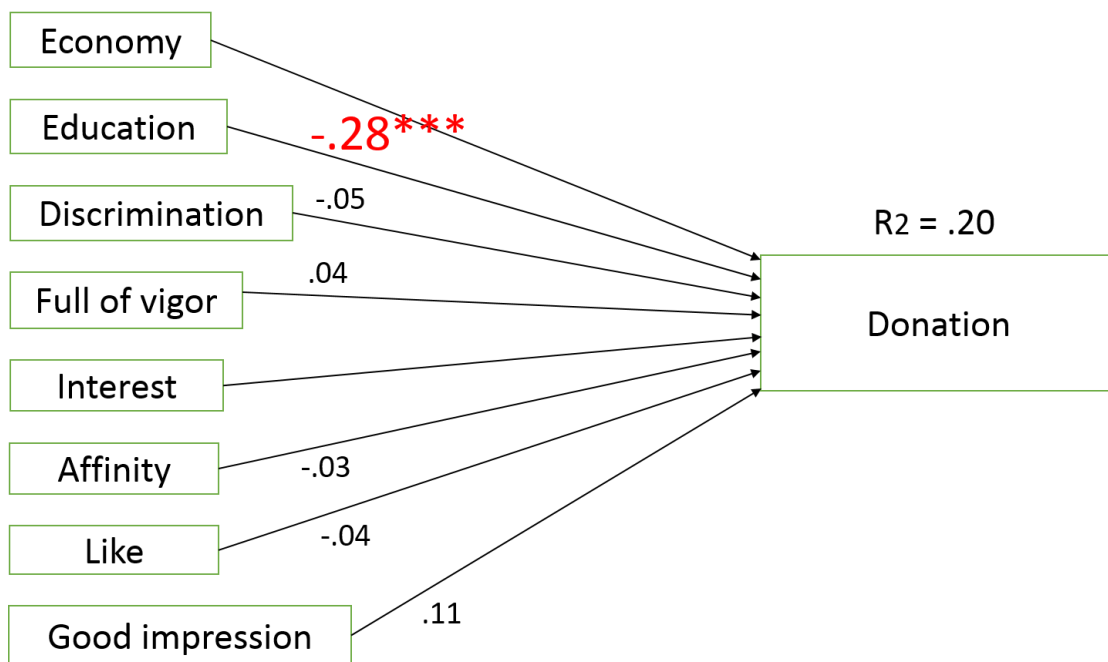 Economy
Education
-.28***
Discrimination
-.05
R2 = .20
Full of vigor
.04
Donation
Interest
Affinity
-.03
Like
-.04
Good impression
.11